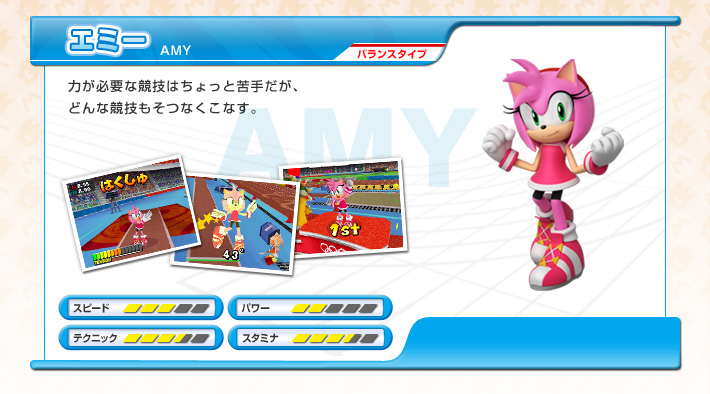 エミー AMY
バランスタイプ
力が必要な競技はちょっと苦手だが、
どんな競技もそつなくこなす。
AMY
はくしゅ
43°
1st
スピード
パワー
テクニック
スタミナ